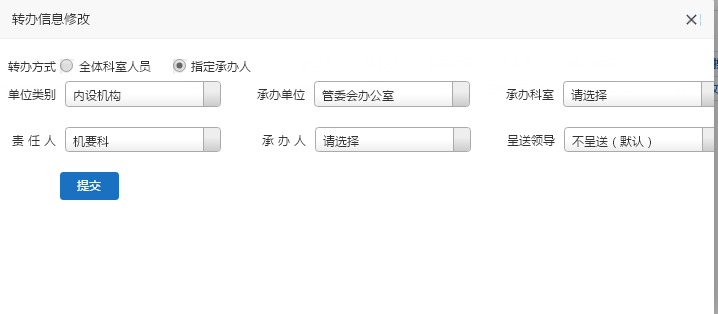 转办信息修改
转办方式 全体科室人员 指定承办人
单位类别 内设机构 承办单位 管委会办公室 承办科室 请选择
责 任 人 机要科 承 办 人 请选择 呈送领导 不呈送（默认）
提交